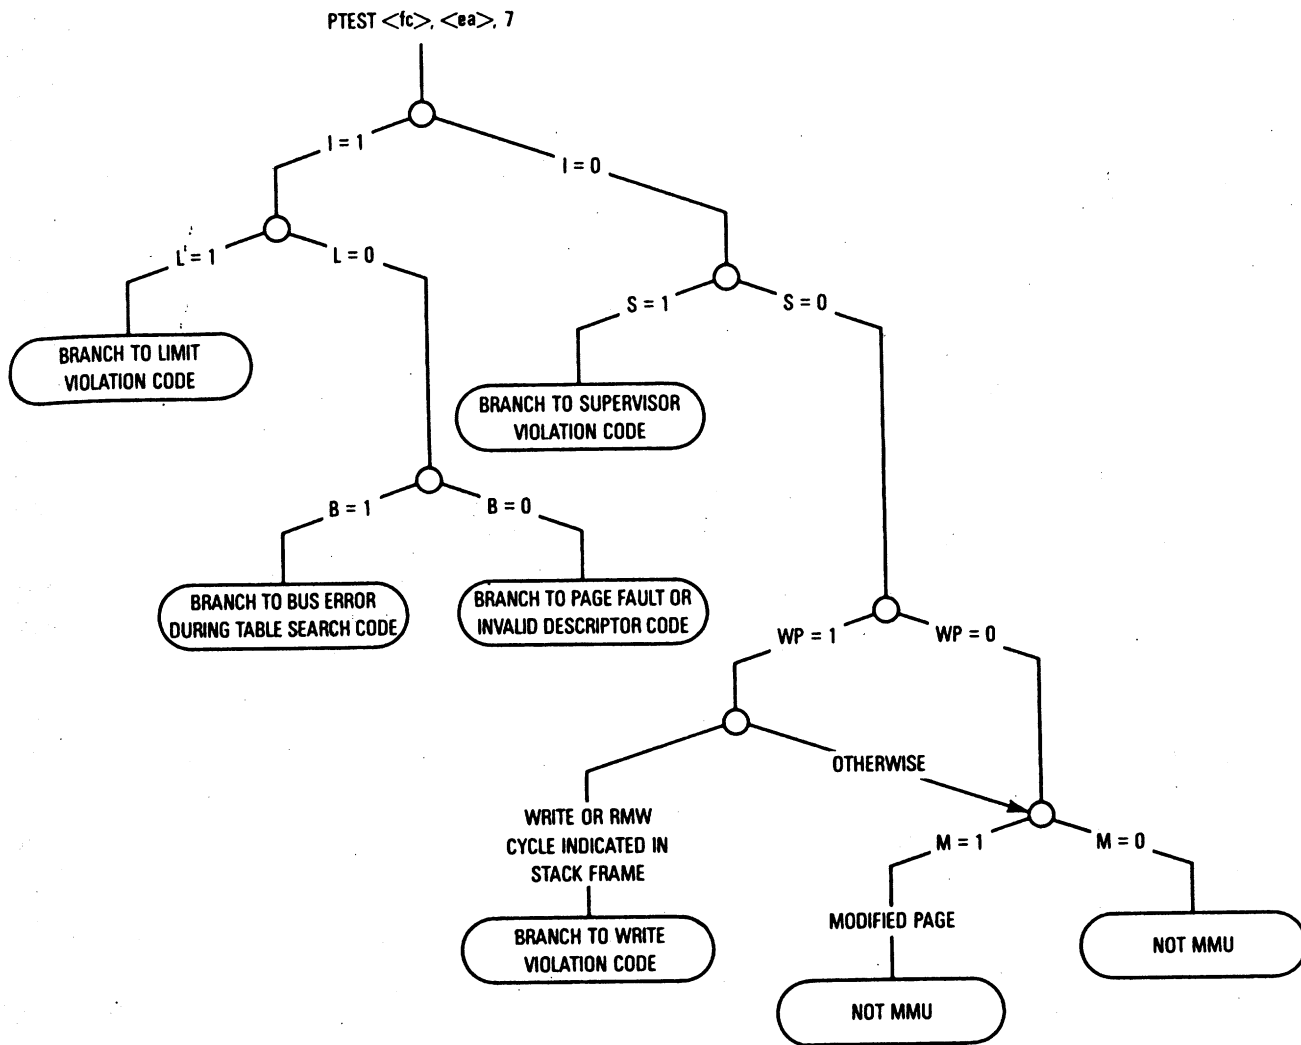 PTEST <fc>, <ea>, 7
I = 1
I = 0
L = 1
L = 0
S = 1
S = 0
BRANCH TO LIMIT
VIOLATION CODE
BRANCH TO SUPERVISOR
VIOLATION CODE
B = 1
B = 0
BRANCH TO BUS ERROR
DURING TABLE SEARCH CODE
BRANCH TO PAGE FAULT OR
INVALID DESCRIPTOR CODE
WP = 1
WP = 0
OTHERWISE
WRITE OR RMW
CYCLE INDICATED IN
STACK FRAME
M = 1
M = 0
MODIFIED PAGE
BRANCH TO WRITE
VIOLATION CODE
NOT MMU
NOT MMU